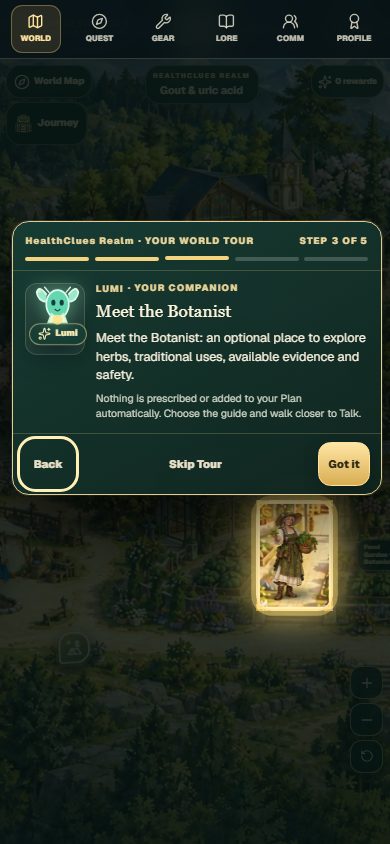 WORLD
QUEST
GEAR
LORE
COMM
PROFILE
World Map
HEALTHCLUES REALM
Gout & uric acid
0 rewards
Journey
HealthClues Realm · YOUR WORLD TOUR
STEP 3 OF 5
LUMI · YOUR COMPANION
Meet the Botanist
Lumi
Meet the Botanist: an optional place to explore
herbs, traditional uses, available evidence and
safety.
Nothing is prescribed or added to your Plan
automatically. Choose the guide and walk closer to Talk.
Back
Skip Tour
Got it